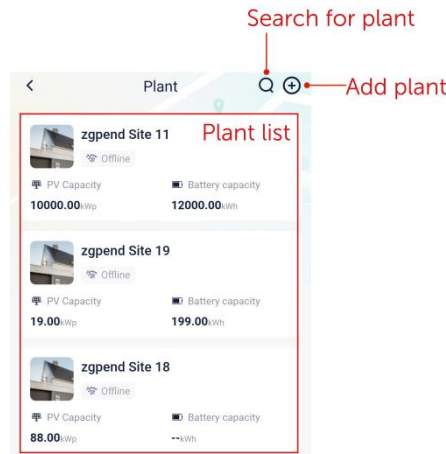 Search for plant
Plant
Add plant
zgpend Site 11
Plant list
Offline
PV Capacity
Battery capacity
10000.00kWp
12000.00kWh
zgpend Site 19
Offline
PV Capacity
Battery capacity
19.00kWp
199.00kWh
zgpend Site 18
Offline
PV Capacity
Battery capacity
88.00kWp
--kWh